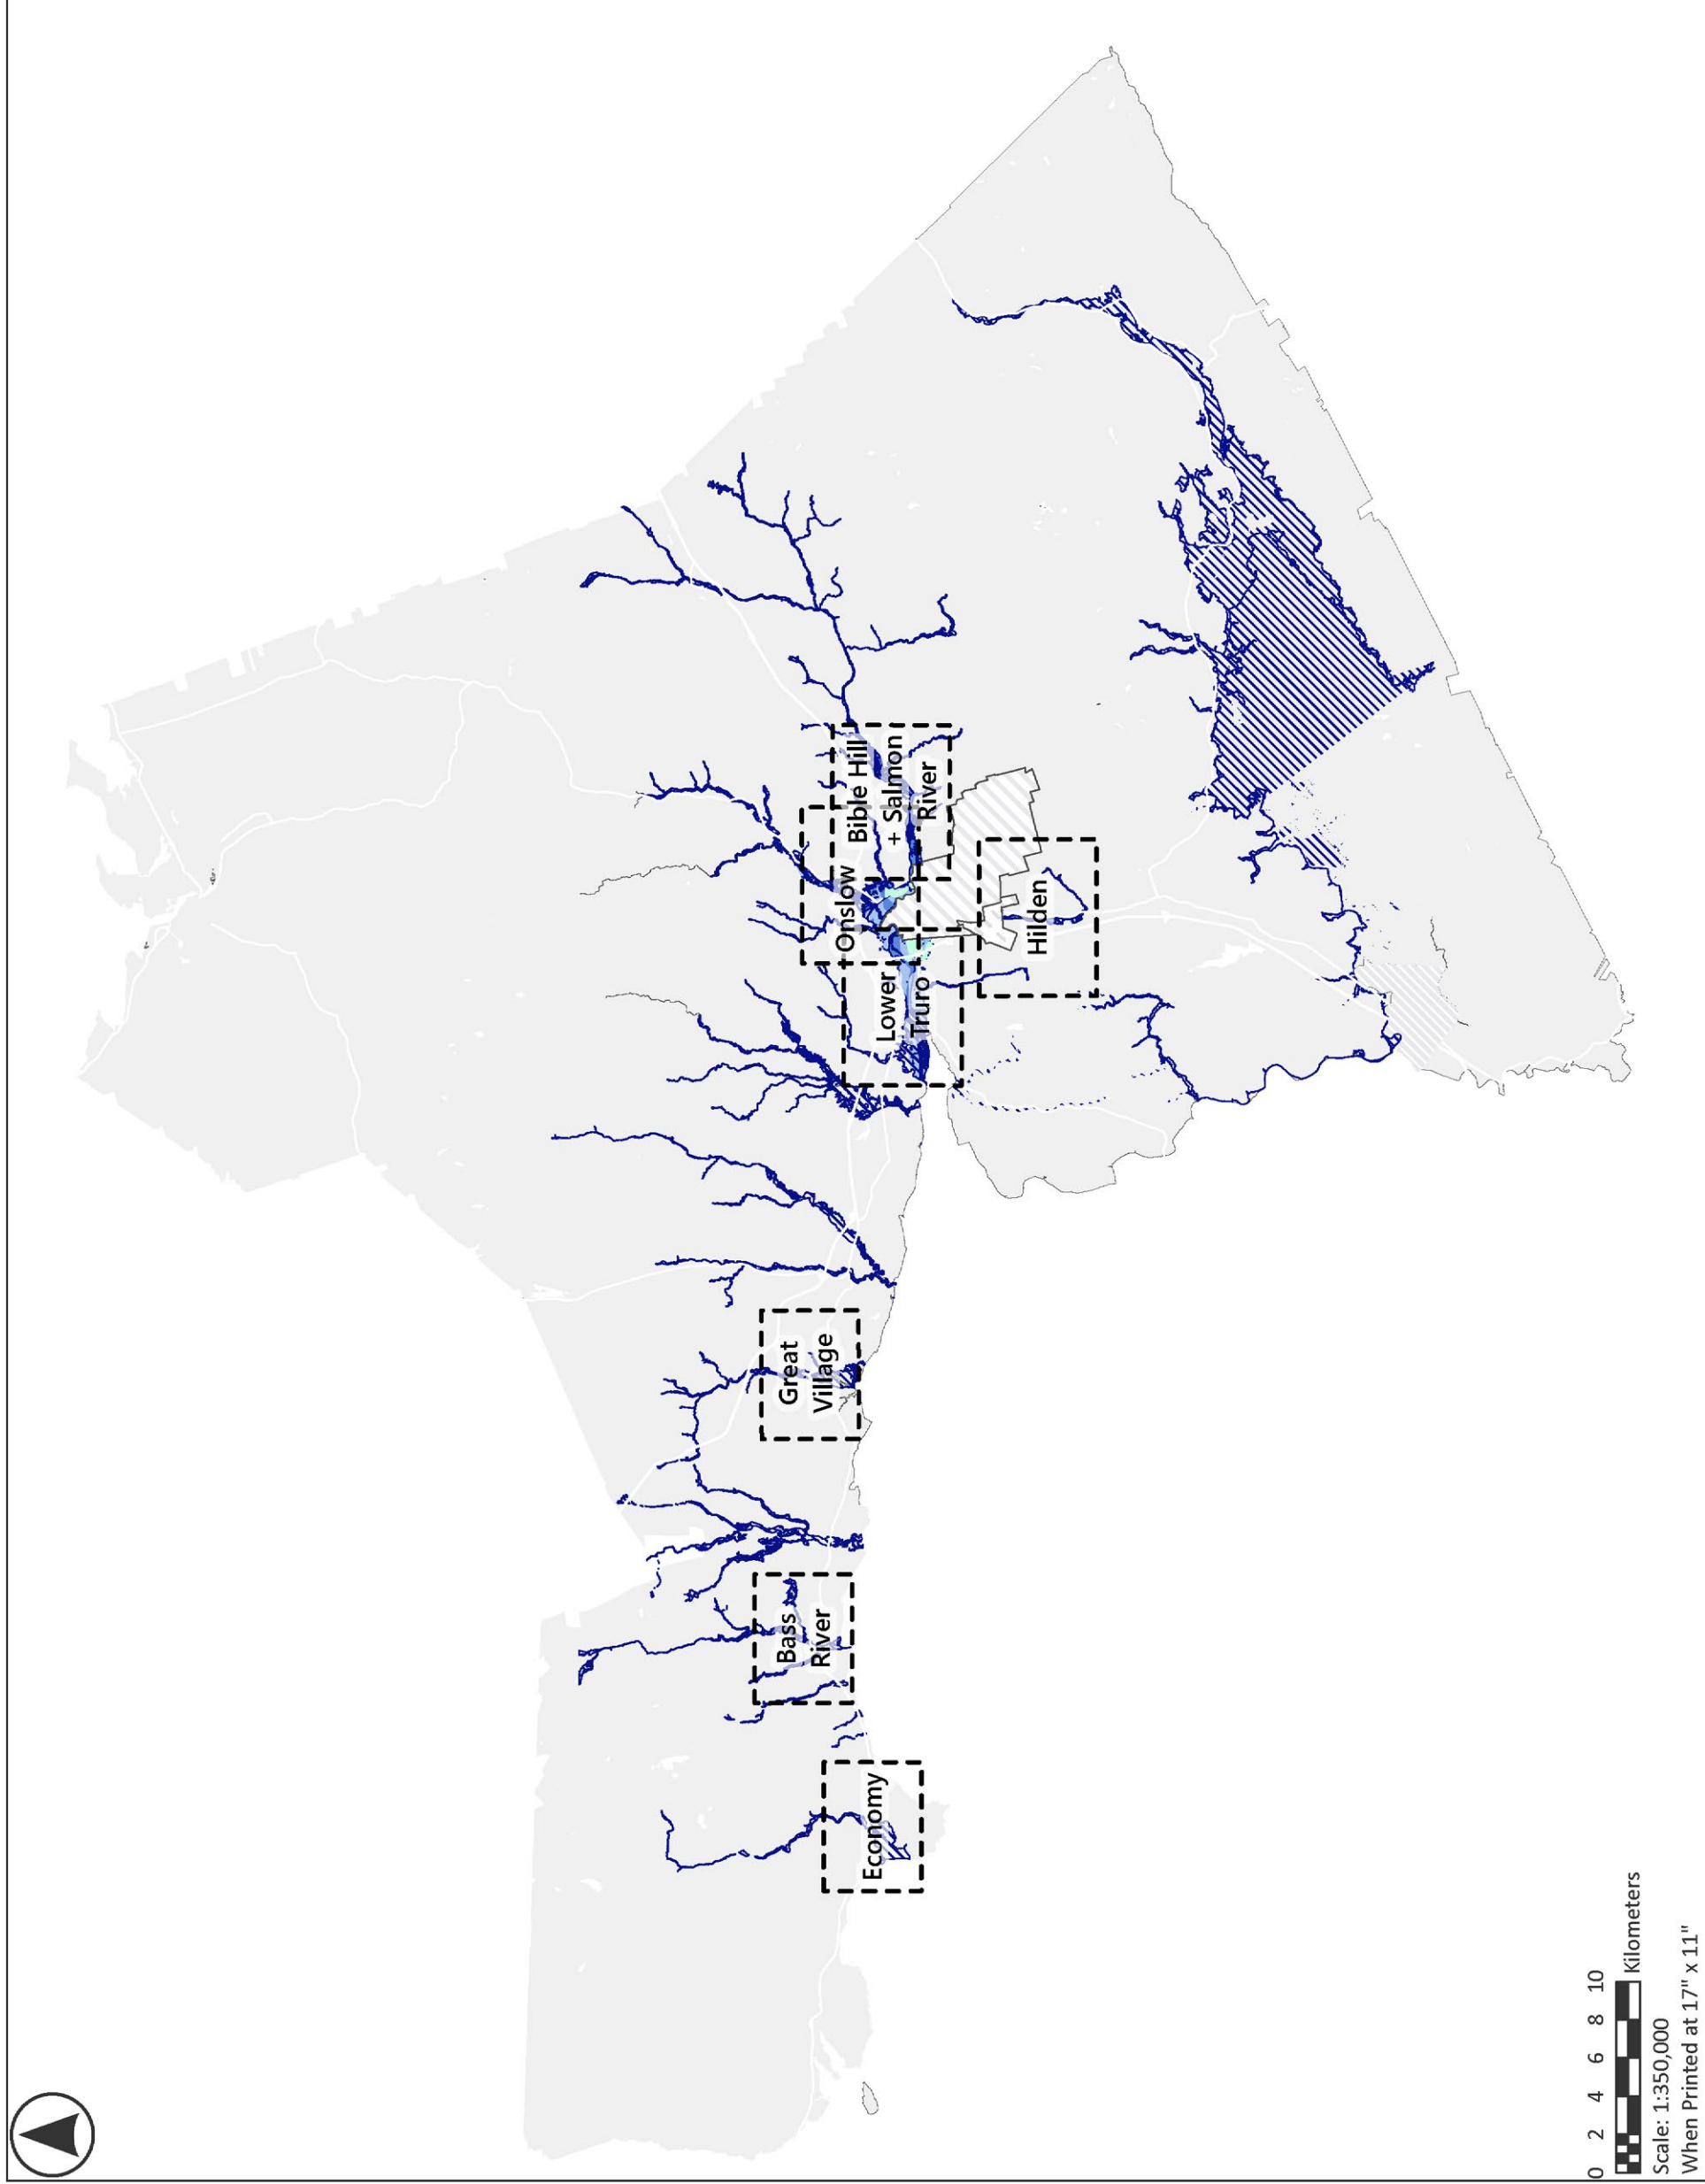 Economy
Bass
River
Great
Village
Lower
Truro
Onslow
Bible Hill
+ Salmon
River
Hilden
0 2 4 6 8 10
Kilometers
Scale: 1:350,000
When Printed at 17" x 11"